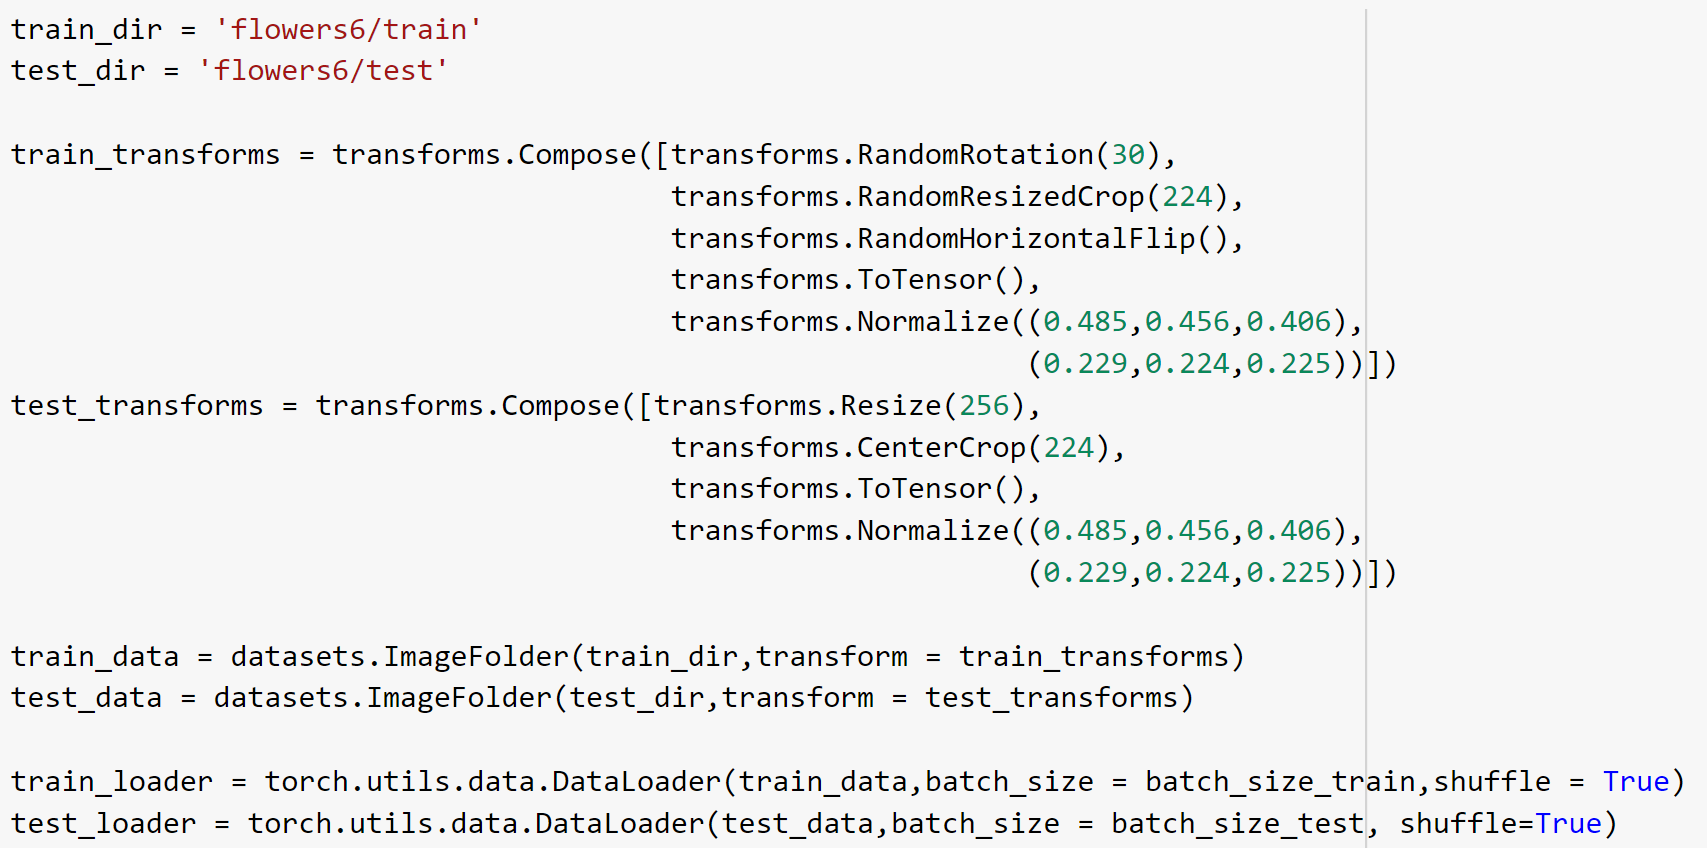 train_dir = 'flowers6/train'
test_dir = 'flowers6/test'

train_transforms = transforms.Compose([transforms.RandomRotation(30),
                                       transforms.RandomResizedCrop(224),
                                       transforms.RandomHorizontalFlip(),
                                       transforms.ToTensor(),
                                       transforms.Normalize((0.485,0.456,0.406),
                                                            (0.229,0.224,0.225))])
test_transforms = transforms.Compose([transforms.Resize(256),
                                       transforms.CenterCrop(224),
                                       transforms.ToTensor(),
                                       transforms.Normalize((0.485,0.456,0.406),
                                                            (0.229,0.224,0.225))])

train_data = datasets.ImageFolder(train_dir,transform = train_transforms)
test_data = datasets.ImageFolder(test_dir,transform = test_transforms)

train_loader = torch.utils.data.DataLoader(train_data,batch_size = batch_size_train,shuffle = True)
test_loader = torch.utils.data.DataLoader(test_data,batch_size = batch_size_test, shuffle=True)